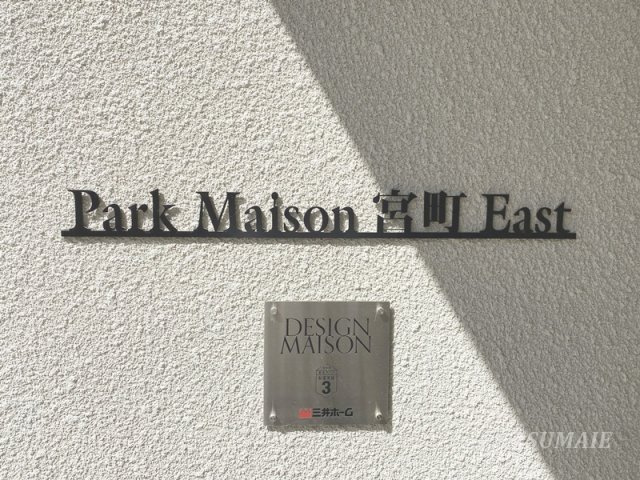 Park Maison 宮町 East
DESIGN
MAISON
3
三井ホーム
SUMAIE